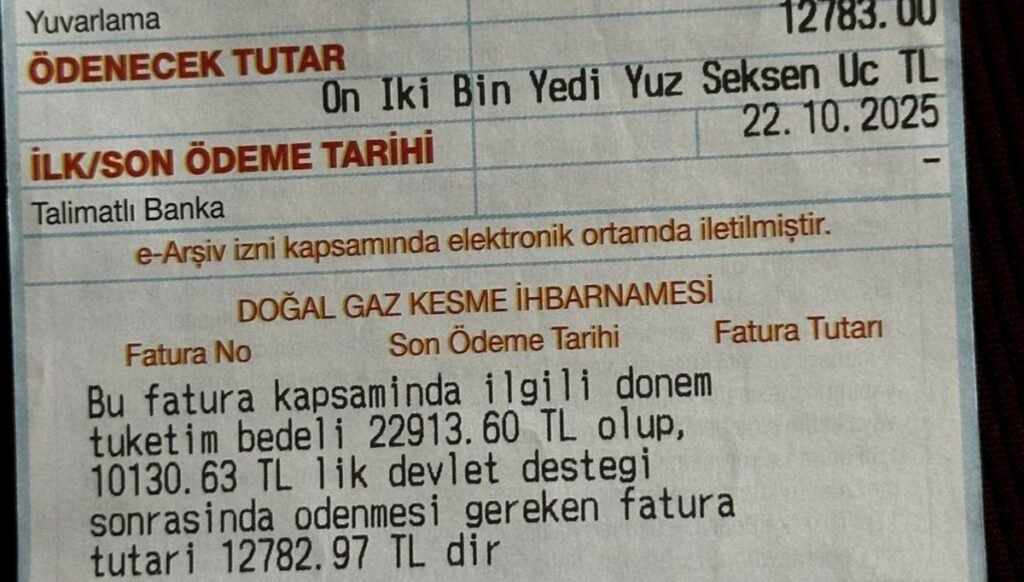 Yuvarlama
12783.00
ÖDENECEK TUTAR
On Iki Bin Yedi Yuz Seksen Uc TL
22.10.2025
İLK/SON ÖDEME TARİHİ
-
Talimatlı Banka
e-Arşiv izni kapsamında elektronik ortamda iletilmiştir.
DOĞAL GAZ KESME İHBARNAMESİ
Fatura No Son Ödeme Tarihi Fatura Tutarı
Bu fatura kapsaminda ilgili donem
tuketim bedeli 22913.60 TL olup,
10130.63 TL lik devlet destegi
sonrasinda odenmesi gereken fatura
tutari 12782.97 TL dir